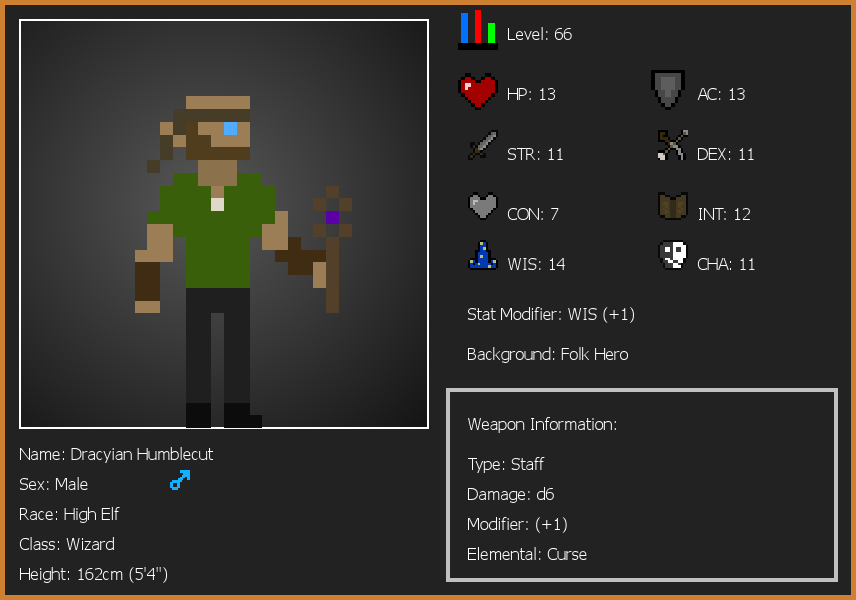 Level: 66
HP: 13
AC: 13
STR: 11
DEX: 11
CON: 7
INT: 12
WIS: 14
CHA: 11
Stat Modifier: WIS (+1)
Background: Folk Hero
Weapon Information:
Type: Staff
Damage: d6
Modifier: (+1)
Elemental: Curse
Name: Dracyian Humblecut
Sex: Male
Race: High Elf
Class: Wizard
Height: 162cm (5'4")